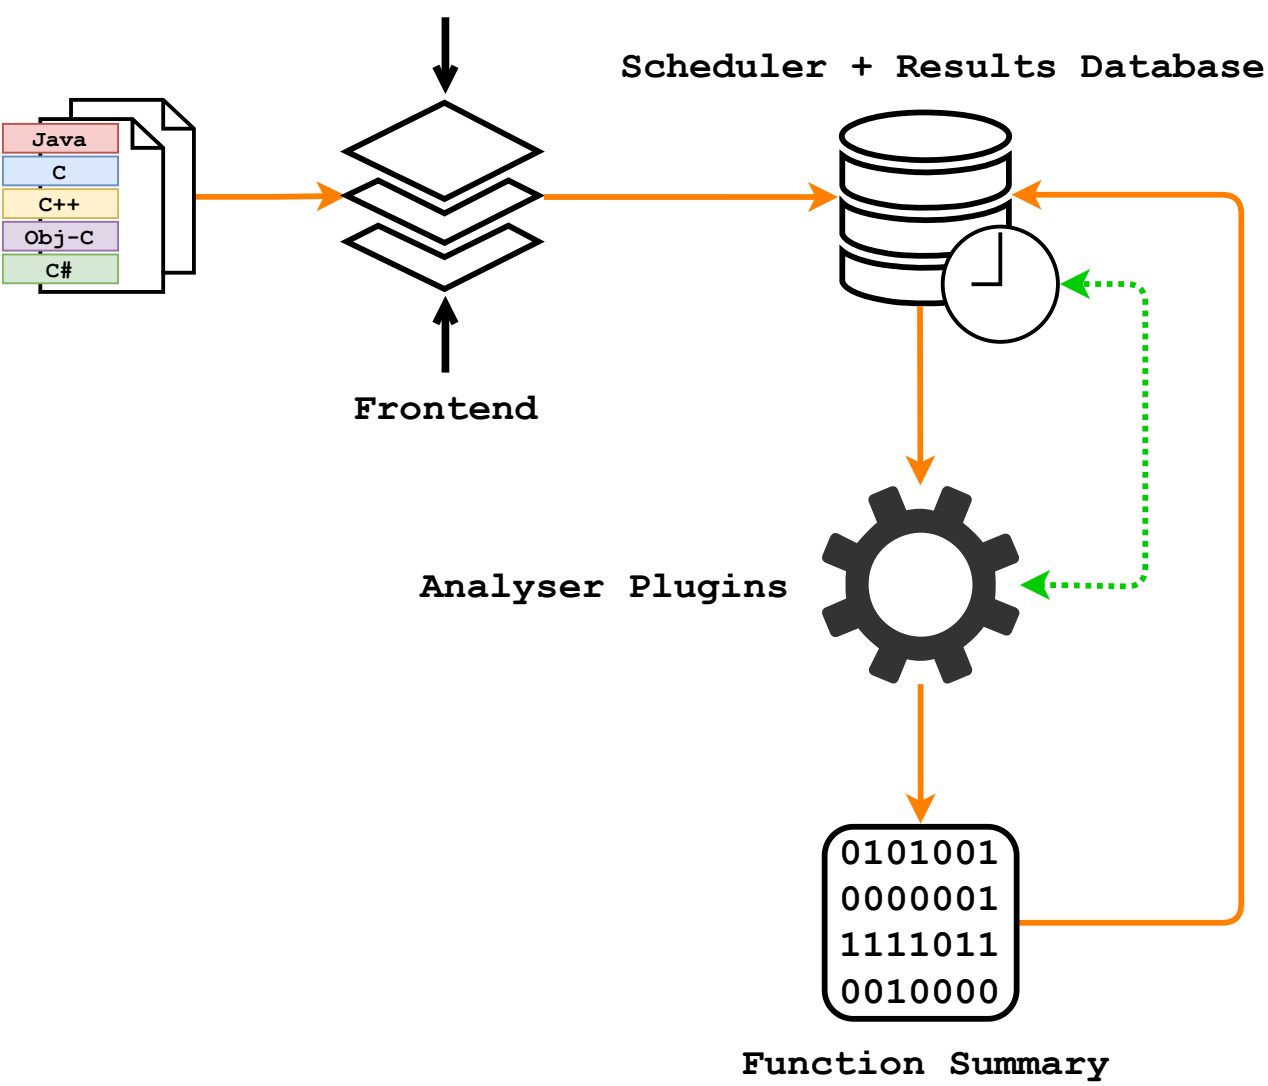 Scheduler + Results Database
Java
C
C++
Obj-C
C#
Frontend
Analyser Plugins
0101001
0000001
1111011
0010000
Function Summary